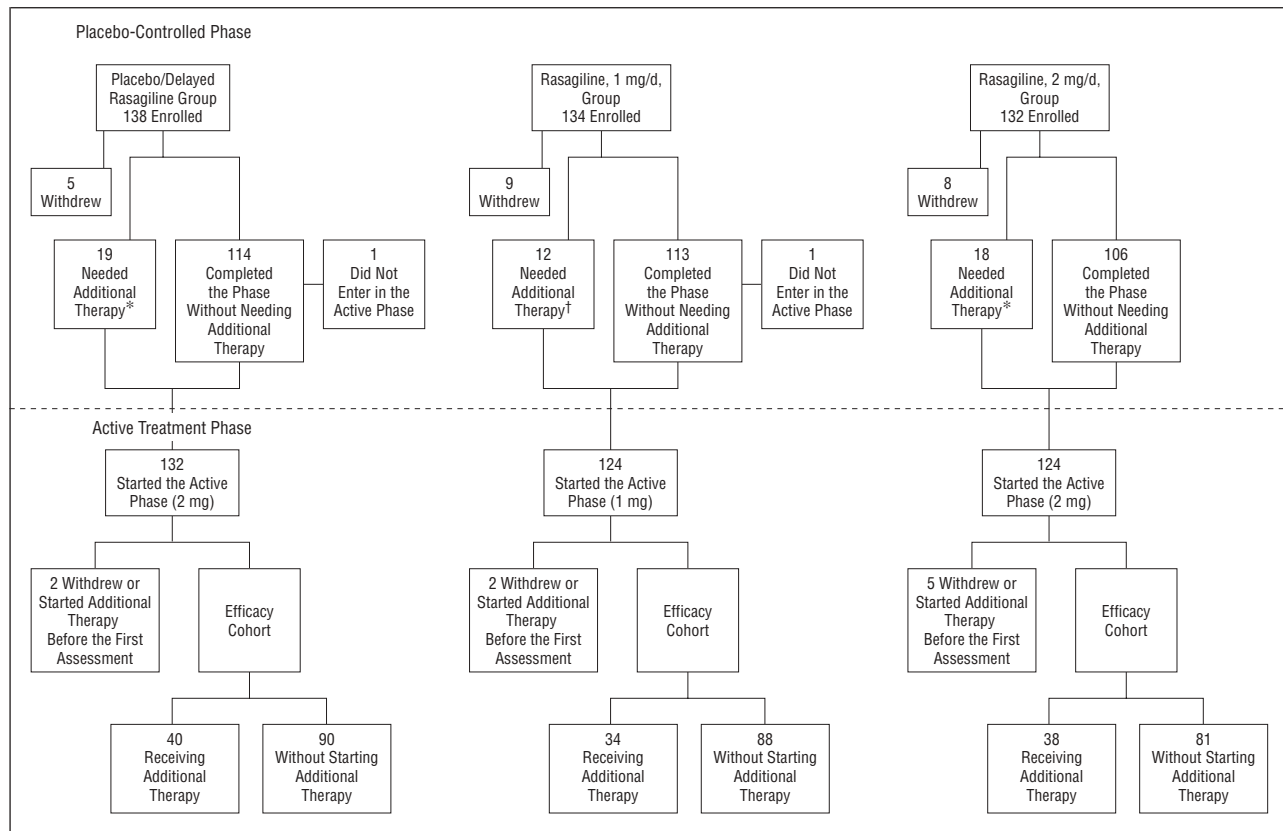 Placebo-Controlled Phase
Placebo/Delayed
Rasagiline Group
138 Enrolled
5
Withdrew
19
Needed
Additional
Therapy*
114
Completed
the Phase
Without Needing
Additional
Therapy
1
Did Not
Enter in the
Active Phase
Rasagiline, 1 mg/d,
Group
134 Enrolled
9
Withdrew
12
Needed
Additional
Therapy†
113
Completed
the Phase
Without Needing
Additional
Therapy
1
Did Not
Enter in the
Active Phase
Rasagiline, 2 mg/d,
Group
132 Enrolled
8
Withdrew
18
Needed
Additional
Therapy*
106
Completed
the Phase
Without Needing
Additional
Therapy
Active Treatment Phase
132
Started the Active
Phase (2 mg)
2 Withdrew or
Started Additional
Therapy
Before the First
Assessment
Efficacy
Cohort
40
Receiving
Additional
Therapy
90
Without Starting
Additional
Therapy
124
Started the Active
Phase (1 mg)
2 Withdrew or
Started Additional
Therapy
Before the First
Assessment
Efficacy
Cohort
34
Receiving
Additional
Therapy
88
Without Starting
Additional
Therapy
124
Started the Active
Phase (2 mg)
5 Withdrew or
Started Additional
Therapy
Before the First
Assessment
Efficacy
Cohort
38
Receiving
Additional
Therapy
81
Without Starting
Additional
Therapy